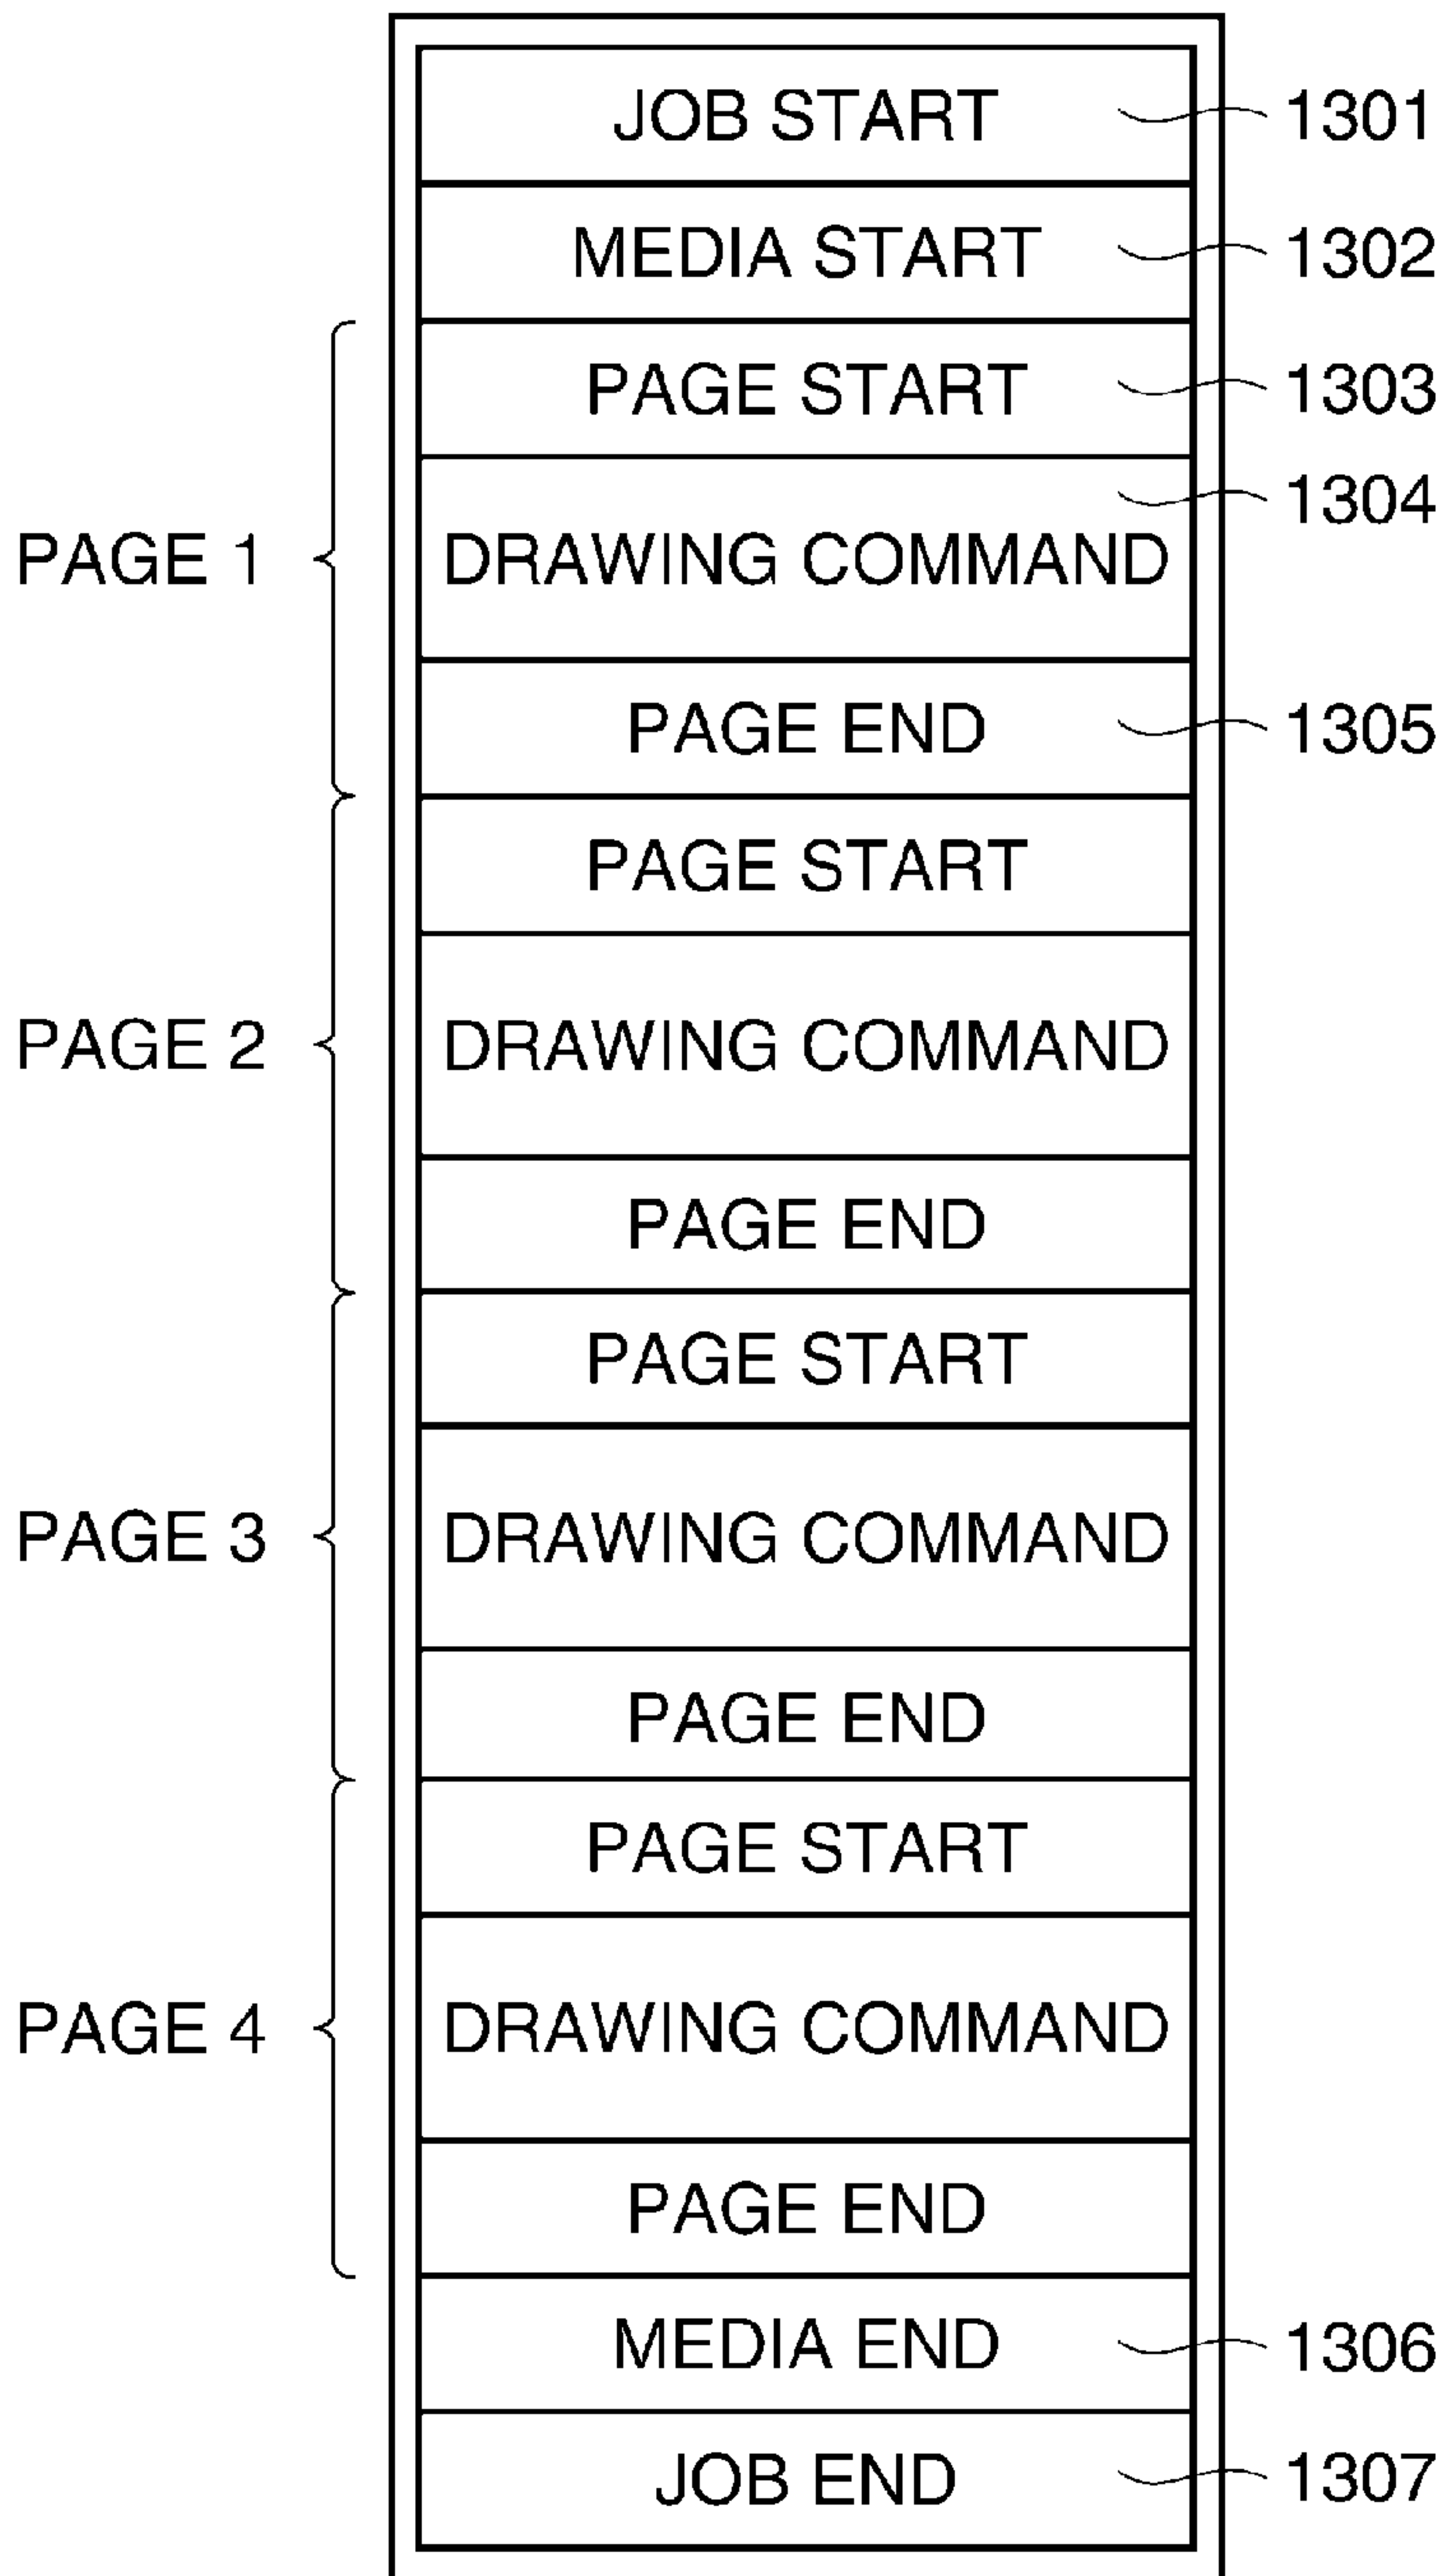 JOB START 1301
MEDIA START 1302
PAGE START 1303
1304
PAGE 1 DRAWING COMMAND
PAGE END 1305
PAGE START
PAGE 2 DRAWING COMMAND
PAGE END
PAGE START
PAGE 3 DRAWING COMMAND
PAGE END
PAGE START
PAGE 4 DRAWING COMMAND
PAGE END
MEDIA END 1306
JOB END 1307